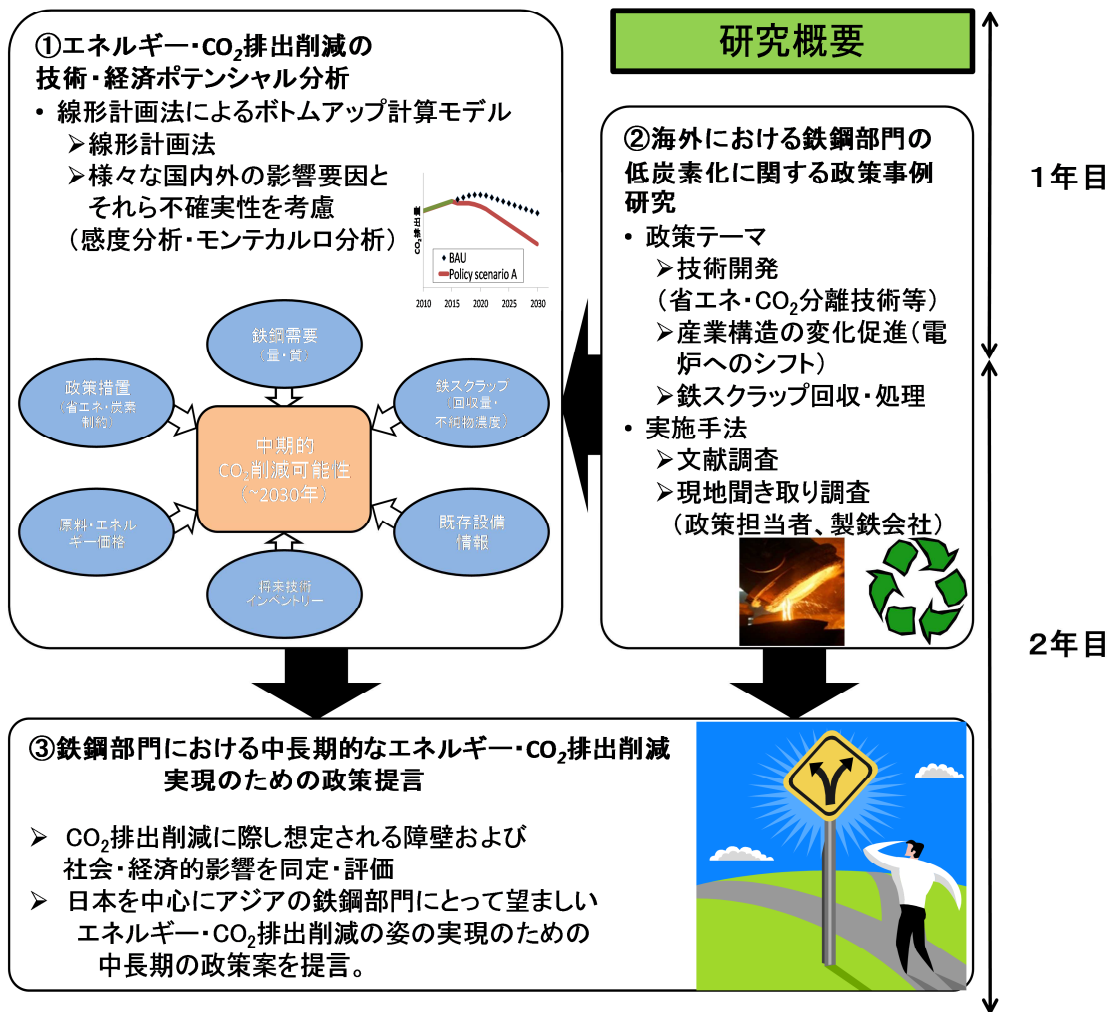 研究概要
①エネルギー・CO2排出削減の
技術・経済ポテンシャル分析
• 線形計画法によるボトムアップ計算モデル
➢線形計画法
➢様々な国内外の影響要因と
それら不確実性を考慮
(感度分析・モンテカルロ分析)
CO2排出量
BAU
Policy scenario A
2010 2015 2020 2025 2030
鉄鋼需要
(量・質)
政策措置
(省エネ・炭素
制約)
鉄スクラップ
(回収量・
不純物濃度)
中期的
CO2削減可能性
(~2030年)
原料・エネル
ギー価格
既存設備
情報
将来技術
インベントリー
②海外における鉄鋼部門の
低炭素化に関する政策事例
研究
• 政策テーマ
➢技術開発
(省エネ・CO2分離技術等)
➢産業構造の変化促進(電
炉へのシフト)
➢鉄スクラップ回収・処理
• 実施手法
➢文献調査
➢現地聞き取り調査
(政策担当者、製鉄会社)
1年目
2年目
③鉄鋼部門における中長期的なエネルギー・CO2排出削減
実現のための政策提言
➢ CO2排出削減に際し想定される障壁および
社会・経済的影響を同定・評価
➢ 日本を中心にアジアの鉄鋼部門にとって望ましい
エネルギー・CO2排出削減の姿の実現のための
中長期の政策案を提言。